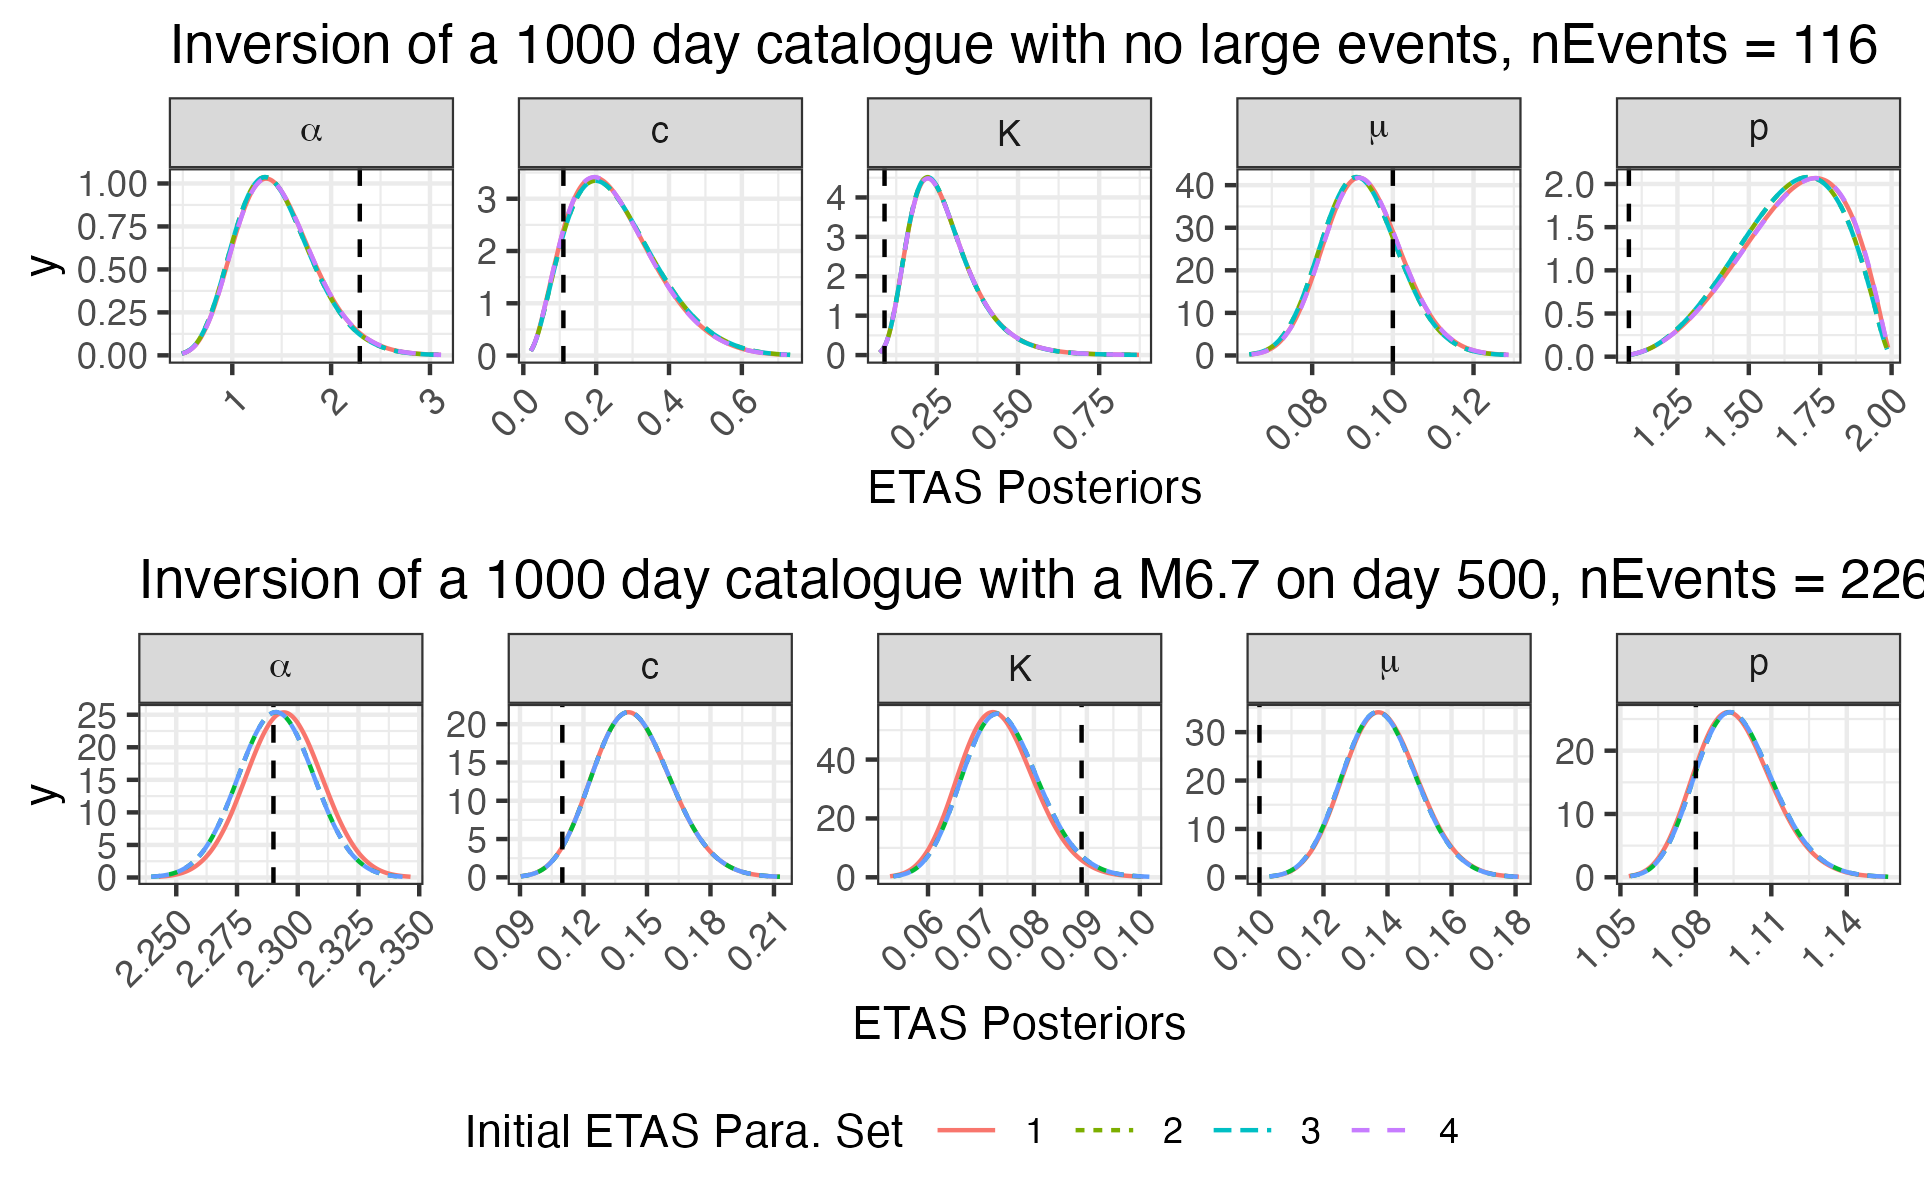 Inversion of a 1000 day catalogue with no large events, nEvents = 116
α c K μ p
y
1.00 0.75 0.50 0.25 0.00
3 2 1 0
4 3 2 1 0
40 30 20 10 0
2.0 1.5 1.0 0.5 0.0
1 2 3
0.0 0.2 0.4 0.6
0.25 0.50 0.75
0.08 0.10 0.12
1.25 1.50 1.75 2.00
ETAS Posteriors
Inversion of a 1000 day catalogue with a M6.7 on day 500, nEvents = 226
α c K μ p
y
25 20 15 10 5 0
20 15 10 5 0
40 20 0
30 20 10 0
20 10 0
2.250 2.275 2.300 2.325 2.350
0.09 0.12 0.15 0.18 0.21
0.06 0.07 0.08 0.09 0.10
0.10 0.12 0.14 0.16 0.18
1.05 1.08 1.11 1.14
ETAS Posteriors
Initial ETAS Para. Set 1 2 3 4